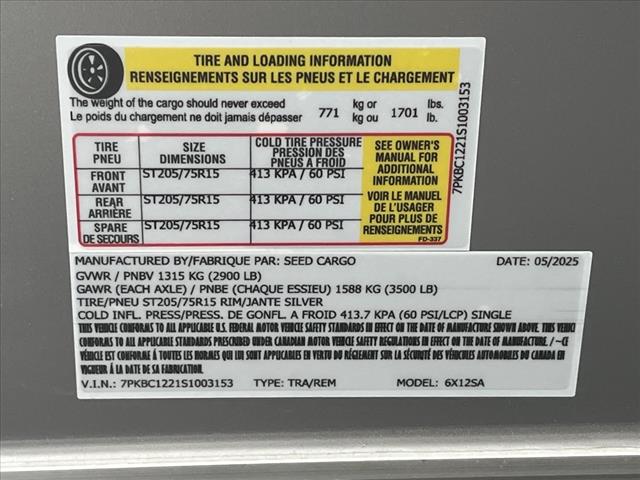 TIRE AND LOADING INFORMATION
RENSEIGNEMENTS SUR LES PNEUS ET LE CHARGEMENT
The weight of the cargo should never exceed 771 kg or 1701 lbs.
Le poids du chargement ne doit jamais dépasser kg ou lb.
TIRE PNEU SIZE DIMENSIONS COLD TIRE PRESSURE PRESSION DES PNEUS A FROID
FRONT AVANT ST205/75R15 413 KPA / 60 PSI
REAR ARRIÈRE ST205/75R15 413 KPA / 60 PSI
SPARE DE SECOURS ST205/75R15 413 KPA / 60 PSI
SEE OWNER'S
MANUAL FOR
ADDITIONAL
INFORMATION
VOIR LE MANUEL
DE L'USAGER
POUR PLUS DE
RENSEIGNEMENTS
FD-337
7PKBC1221S1003153
MANUFACTURED BY/FABRIQUE PAR: SEED CARGO DATE: 05/2025
GVWR / PNBV 1315 KG (2900 LB)
GAWR (EACH AXLE) / PNBE (CHAQUE ESSIEU) 1588 KG (3500 LB)
TIRE/PNEU ST205/75R15 RIM/JANTE SILVER
COLD INFL. PRESS/PRESS. DE GONFL. A FROID 413.7 KPA (60 PSI/LCP) SINGLE
THIS VEHICLE CONFORMS TO ALL APPLICABLE U.S. FEDERAL MOTOR VEHICLE SAFETY STANDARDS IN EFFECT ON THE DATE OF MANUFACTURE SHOWN ABOVE. / THIS VEHICLE CONFORMS TO
ALL APPLICABLE STANDARDS PRESCRIBED UNDER CANADIAN MOTOR VEHICLE SAFETY REGULATIONS IN EFFECT ON THE DATE OF MANUFACTURE. / ~CE
VÉHICLE EST CONFORME À TOUTES LES NORMES QUI LUI SONT APPLICABLES EN VERTU DU RÉGLEMENT SUR LA SÉCURITÉ DES VÉHICULES AUTOMOBILES DU CANADA EN
VIGUEUR À LA DATE DE SA FABRICATION.
V.I.N.: 7PKBC1221S1003153 TYPE: TRA/REM MODEL: 6X12SA